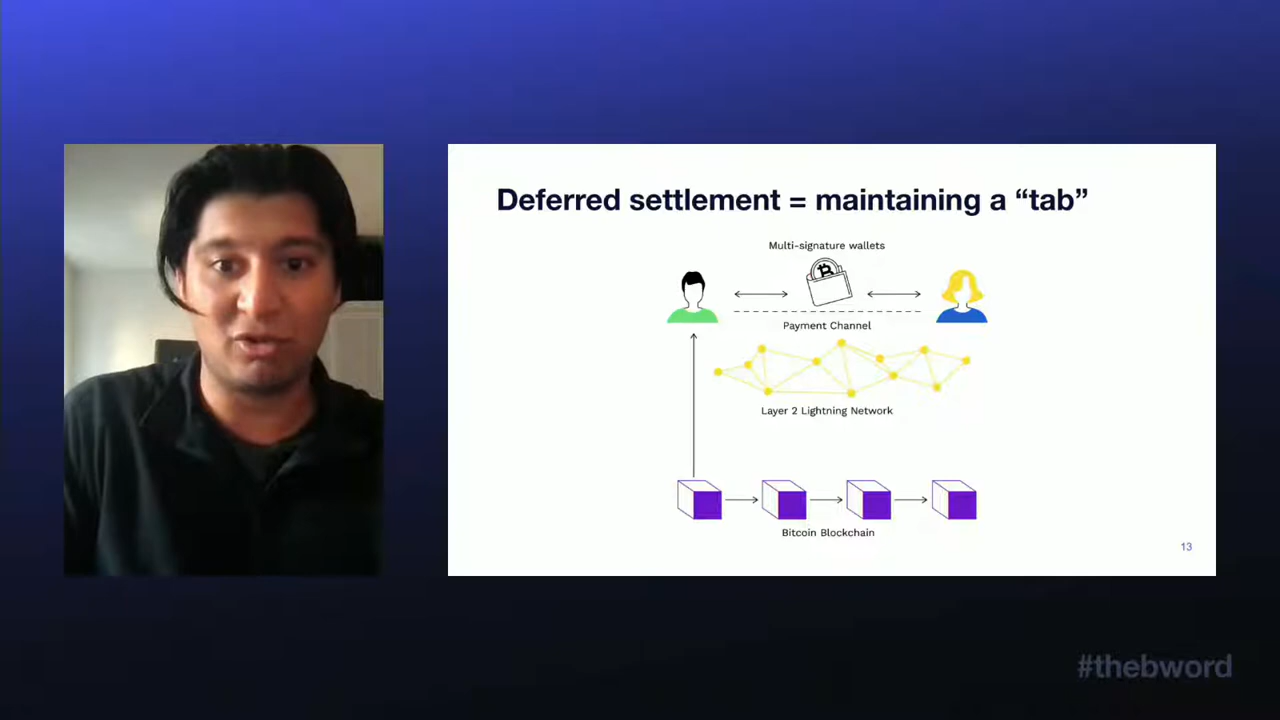 Deferred settlement = maintaining a “tab”
Multi-signature wallets
Payment Channel
Layer 2 Lightning Network
Bitcoin Blockchain
13
#thebword